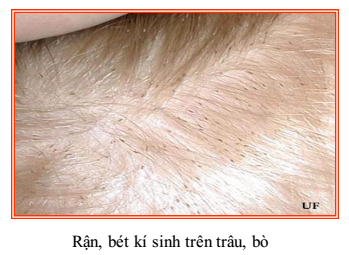 UF
Rận, bét kí sinh trên trâu, bò